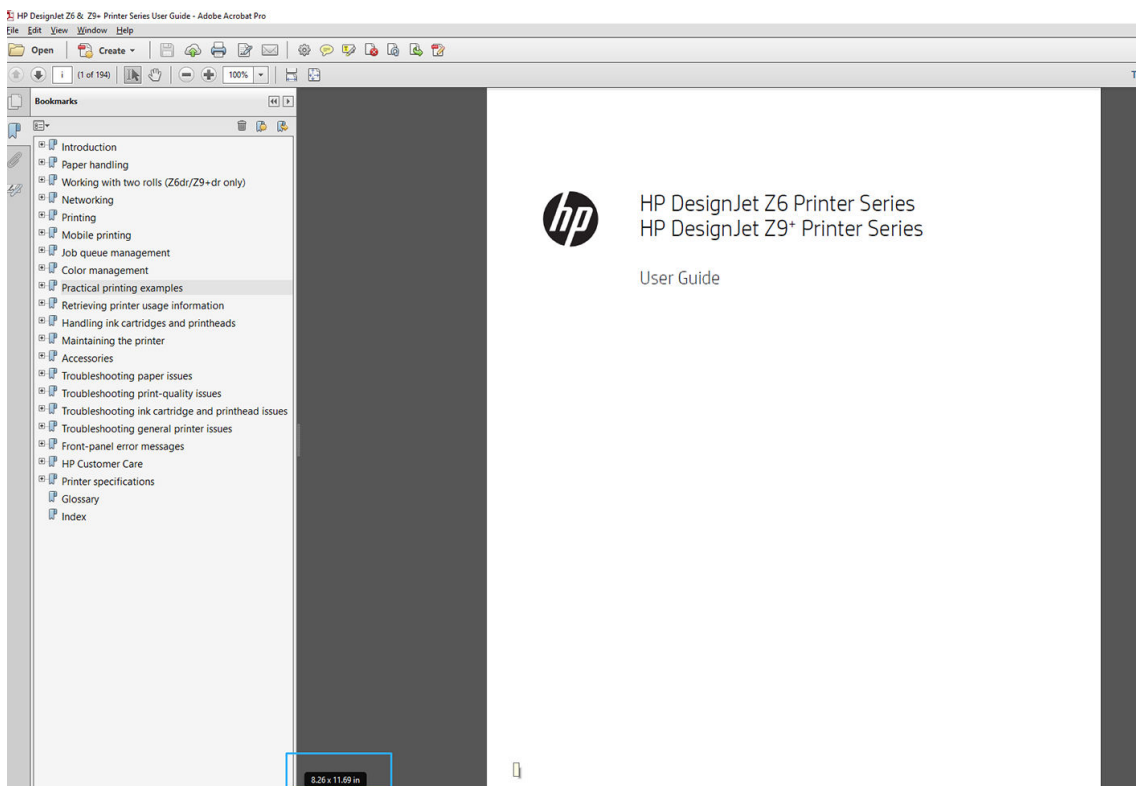 HP DesignJet Z6 & Z9+ Printer Series User Guide - Adobe Acrobat Pro
File Edit View Window Help
Open Create
i (1 of 194) 100% T
Bookmarks
Introduction
Paper handling
Working with two rolls (Z6dr/Z9+dr only)
Networking
Printing
Mobile printing
Job queue management
Color management
Practical printing examples
Retrieving printer usage information
Handling ink cartridges and printheads
Maintaining the printer
Accessories
Troubleshooting paper issues
Troubleshooting print-quality issues
Troubleshooting ink cartridge and printhead issues
Troubleshooting general printer issues
Front-panel error messages
HP Customer Care
Printer specifications
Glossary
Index
hp
HP DesignJet Z6 Printer Series
HP DesignJet Z9⁺ Printer Series
User Guide
8.26 x 11.69 in